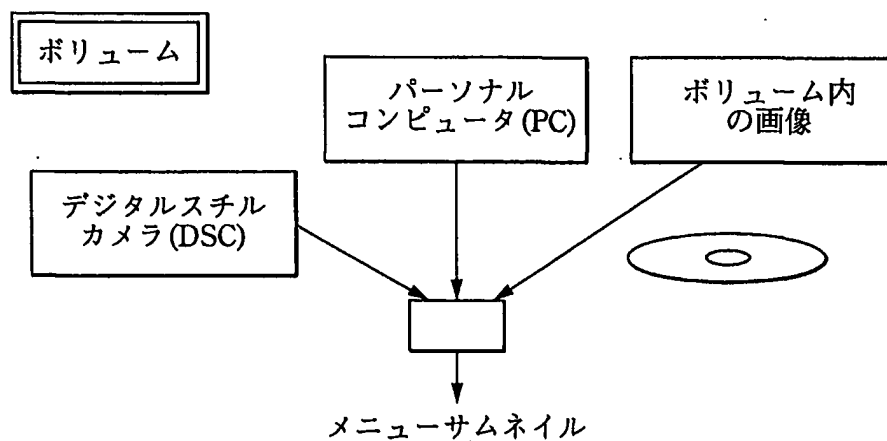 ボリューム
パーソナル
コンピュータ(PC)
ボリューム内
の画像
デジタルスチル
カメラ(DSC)
メニューサムネイル